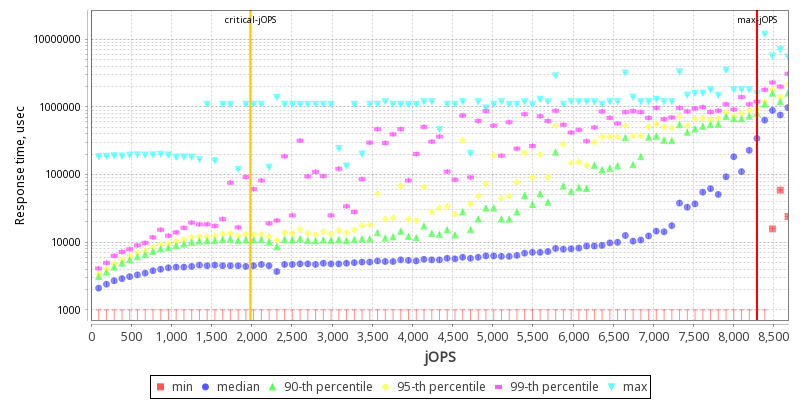 critical-jOPS
max-jOPS
10000000
1000000
100000
10000
1000
Response time, usec
0
500
1,000
1,500
2,000
2,500
3,000
3,500
4,000
4,500
5,000
5,500
6,000
6,500
7,000
7,500
8,000
8,500
jOPS
min
median
90-th percentile
95-th percentile
99-th percentile
max